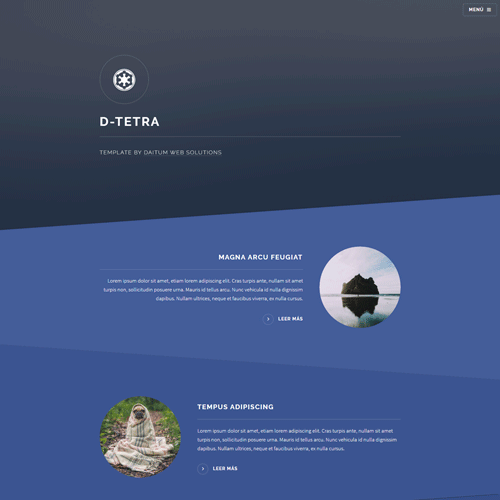 MENÚ
D-TETRA
TEMPLATE BY DAITUM WEB SOLUTIONS
MAGNA ARCU FEUGIAT
Lorem ipsum dolor sit amet, etiam lorem adipiscing elit. Cras turpis ante, nullam sit
turpis non, sollicitudin posuere urna. Mauris id tellus arcu. Nunc vehicula id nulla dignissim
dapibus. Nullam ultrices, neque et faucibus viverra, ex nulla cursus.
LEER MÁS
TEMPUS ADIPISCING
Lorem ipsum dolor sit amet, etiam lorem adipiscing elit. Cras turpis ante, nullam sit
turpis non, sollicitudin posuere urna. Mauris id tellus arcu. Nunc vehicula id nulla dignissim
dapibus. Nullam ultrices, neque et faucibus viverra, ex nulla cursus.
LEER MÁS